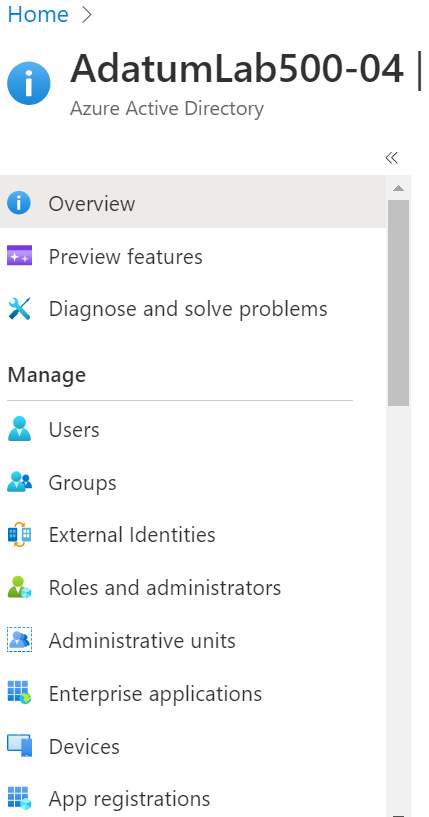 Home
AdatumLab500-04 |
Azure Active Directory
«
Overview
Preview features
Diagnose and solve problems
Manage
Users
Groups
External Identities
Roles and administrators
Administrative units
Enterprise applications
Devices
App registrations